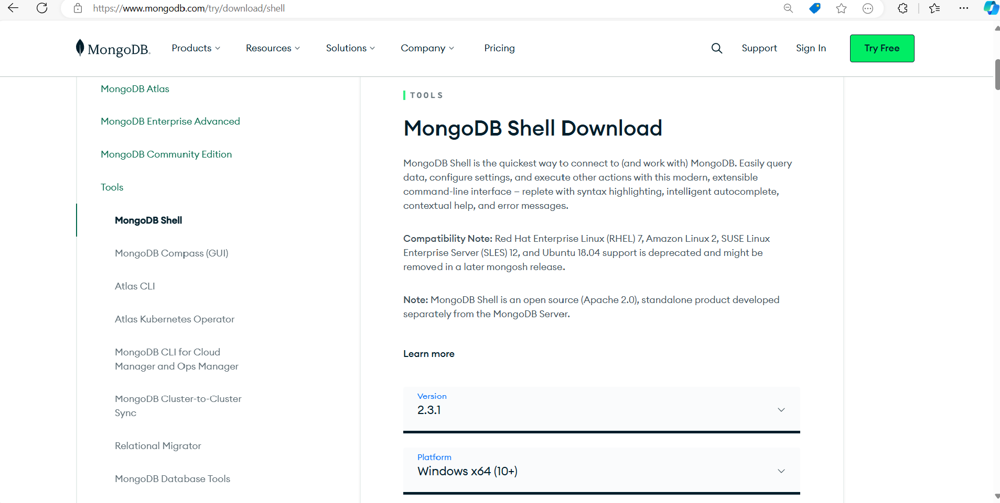 https://www.mongodb.com/try/download/shell
MongoDB.
Products
Resources
Solutions
Company
Pricing
Support
Sign In
Try Free
MongoDB Atlas
MongoDB Enterprise Advanced
MongoDB Community Edition
Tools
MongoDB Shell
MongoDB Compass (GUI)
Atlas CLI
Atlas Kubernetes Operator
MongoDB CLI for Cloud
Manager and Ops Manager
MongoDB Cluster-to-Cluster
Sync
Relational Migrator
MongoDB Database Tools
TOOLS
MongoDB Shell Download
MongoDB Shell is the quickest way to connect to (and work with) MongoDB. Easily query
data, configure settings, and execute other actions with this modern, extensible
command-line interface — replete with syntax highlighting, intelligent autocomplete,
contextual help, and error messages.
Compatibility Note: Red Hat Enterprise Linux (RHEL) 7, Amazon Linux 2, SUSE Linux
Enterprise Server (SLES) 12, and Ubuntu 18.04 support is deprecated and might be
removed in a later mongosh release.
Note: MongoDB Shell is an open source (Apache 2.0), standalone product developed
separately from the MongoDB Server.
Learn more
Version
2.3.1
Platform
Windows x64 (10+)